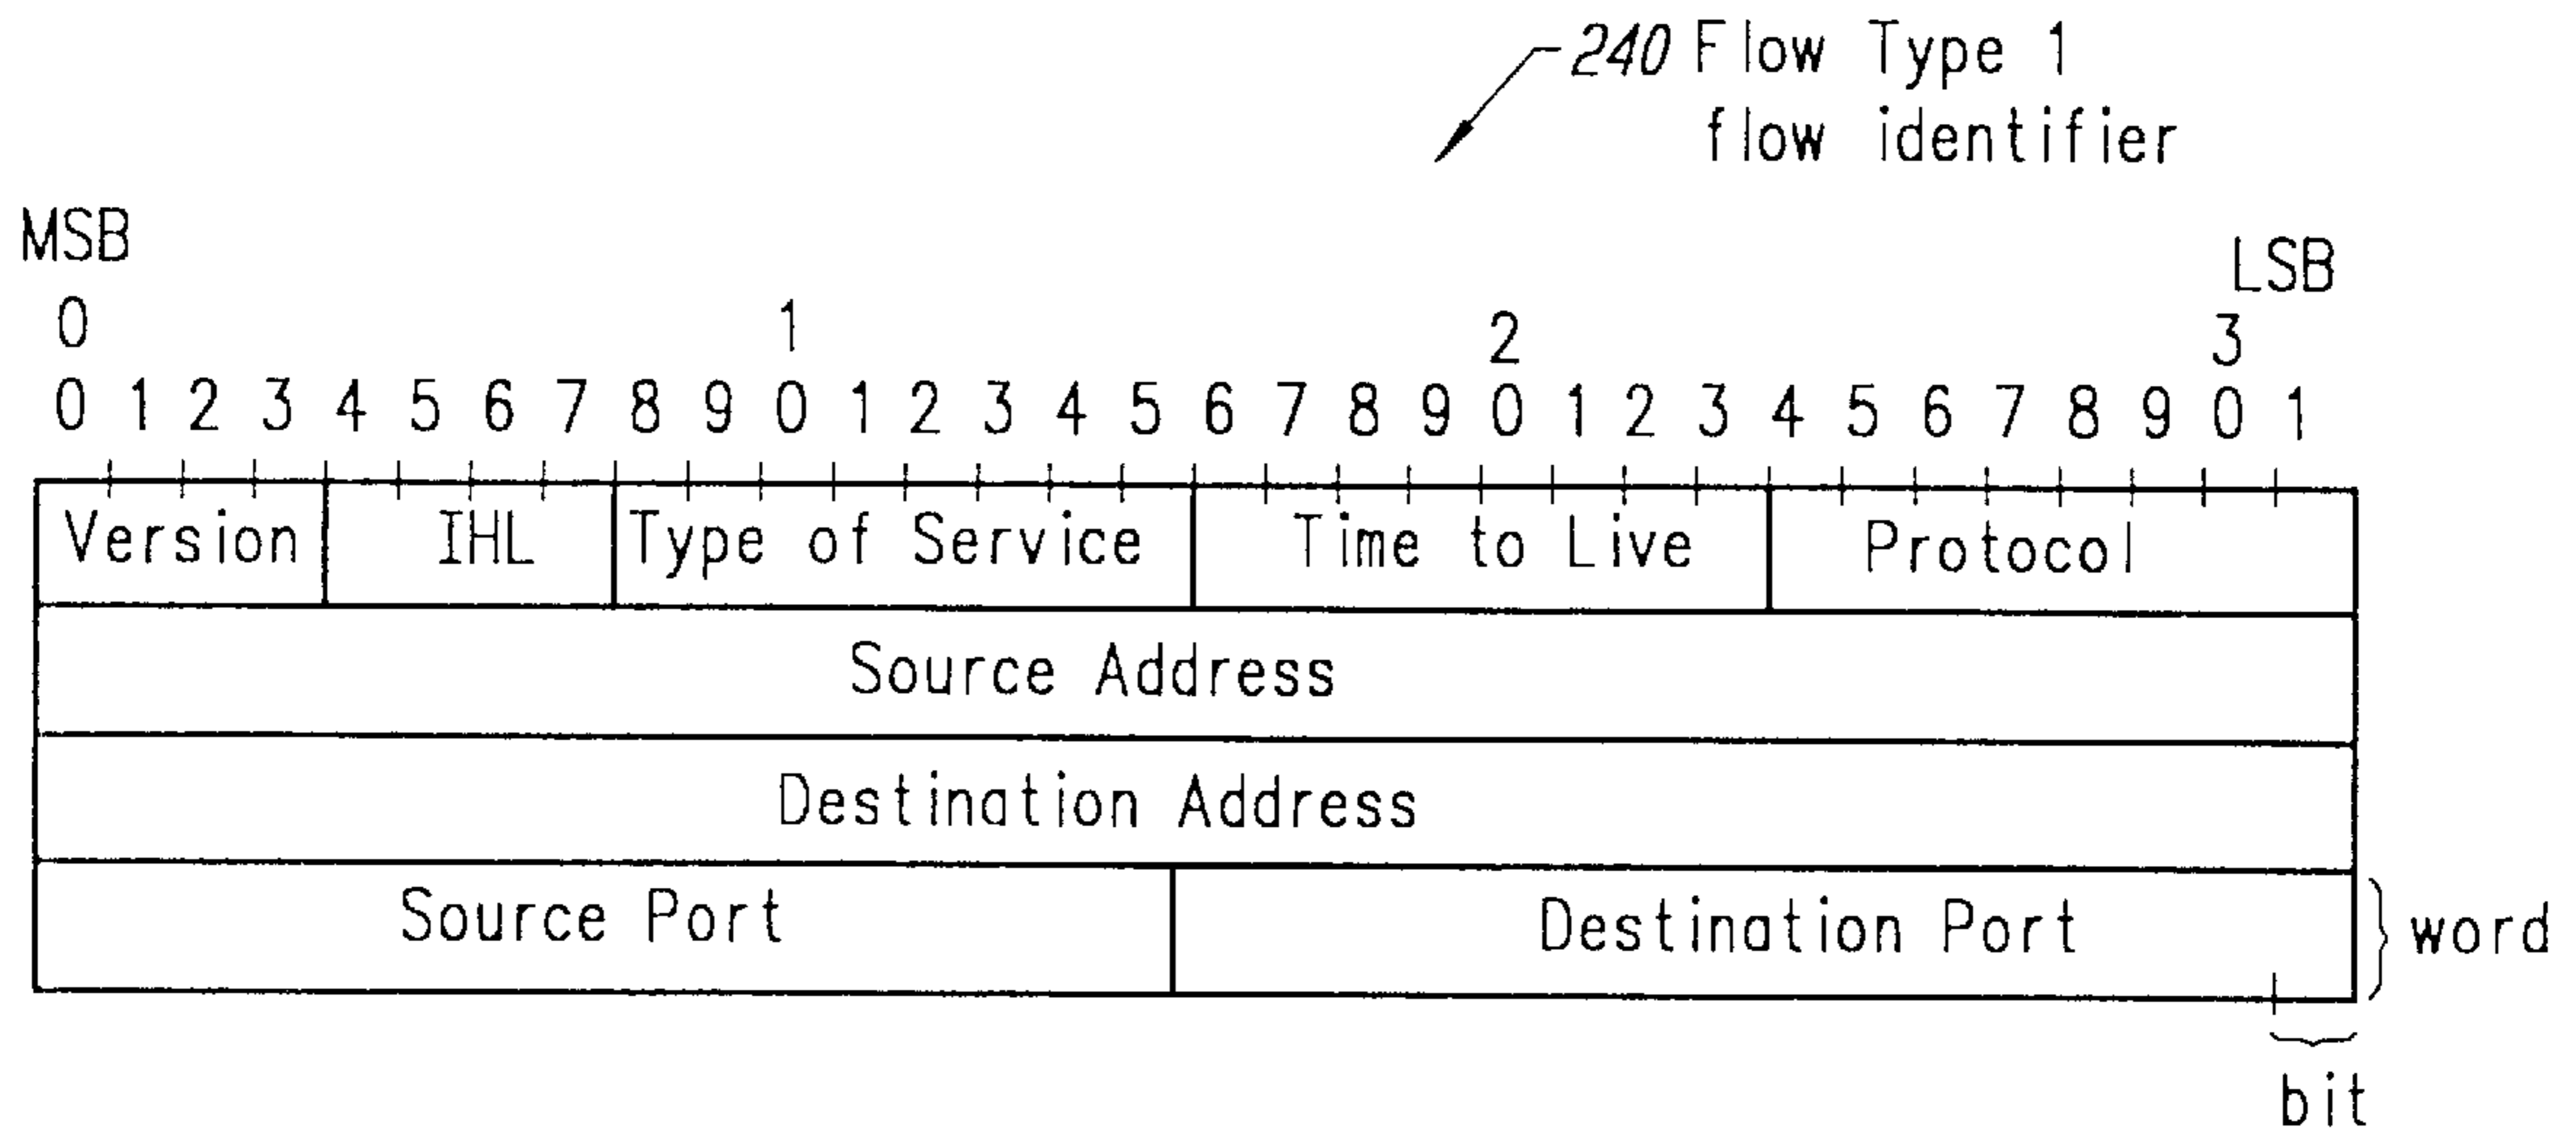 240 Flow Type 1
flow identifier
MSB
LSB
0 1 2 3
0 1 2 3 4 5 6 7 8 9 0 1 2 3 4 5 6 7 8 9 0 1 2 3 4 5 6 7 8 9 0 1
Version IHL Type of Service Time to Live Protocol
Source Address
Destination Address
Source Port Destination Port word
bit